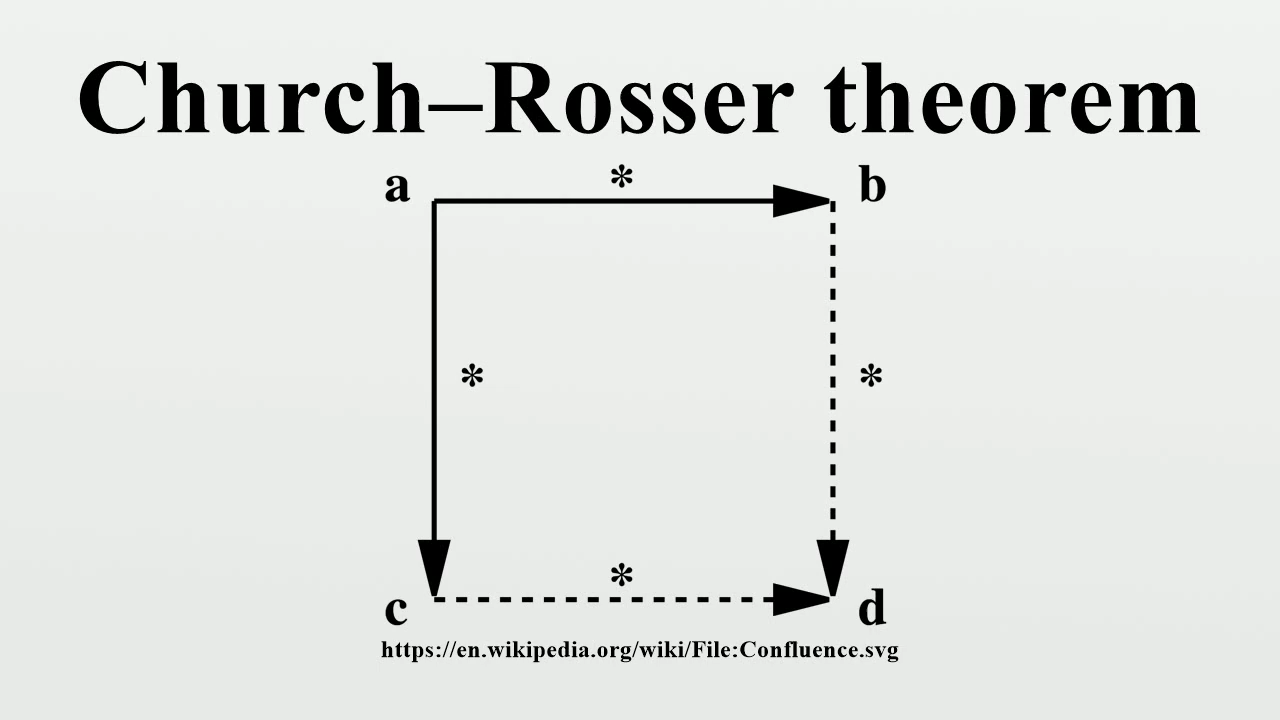 Church–Rosser theorem
a * b
* *
*
c d
https://en.wikipedia.org/wiki/File:Confluence.svg